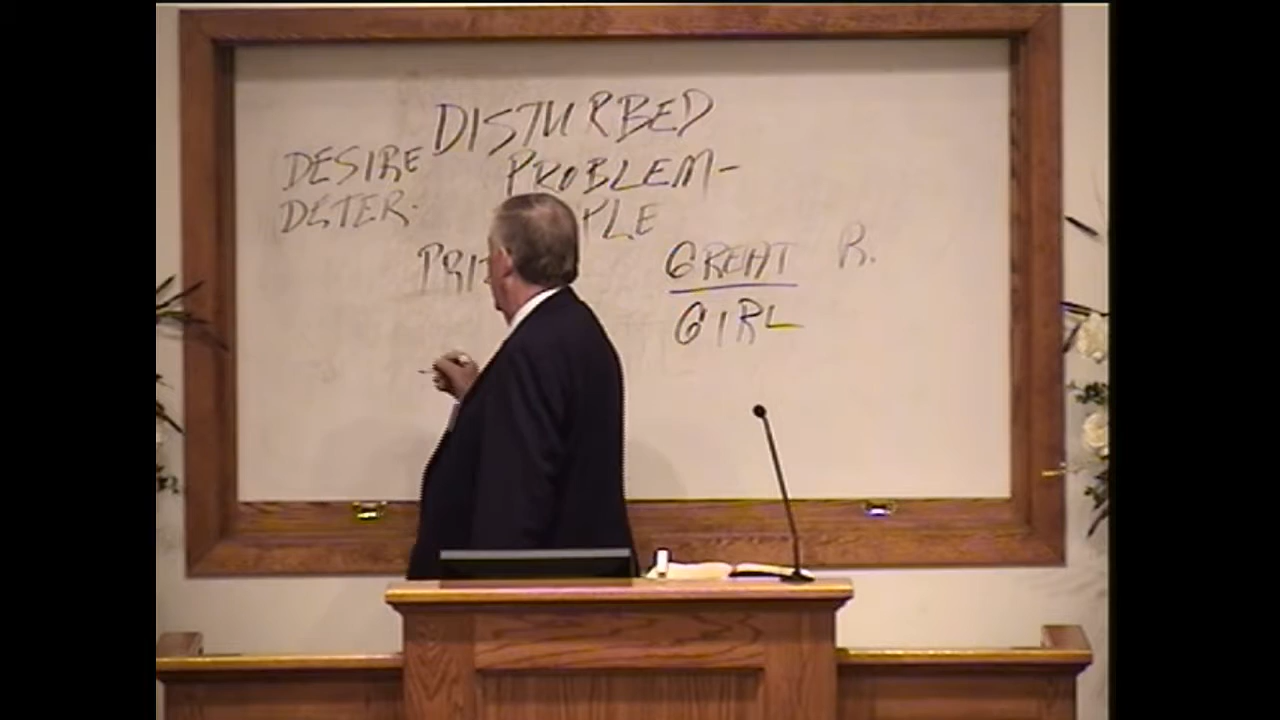 DISTURBED
DESIRE
PROBLEM-
DETER.
GREAT R.
GIRL